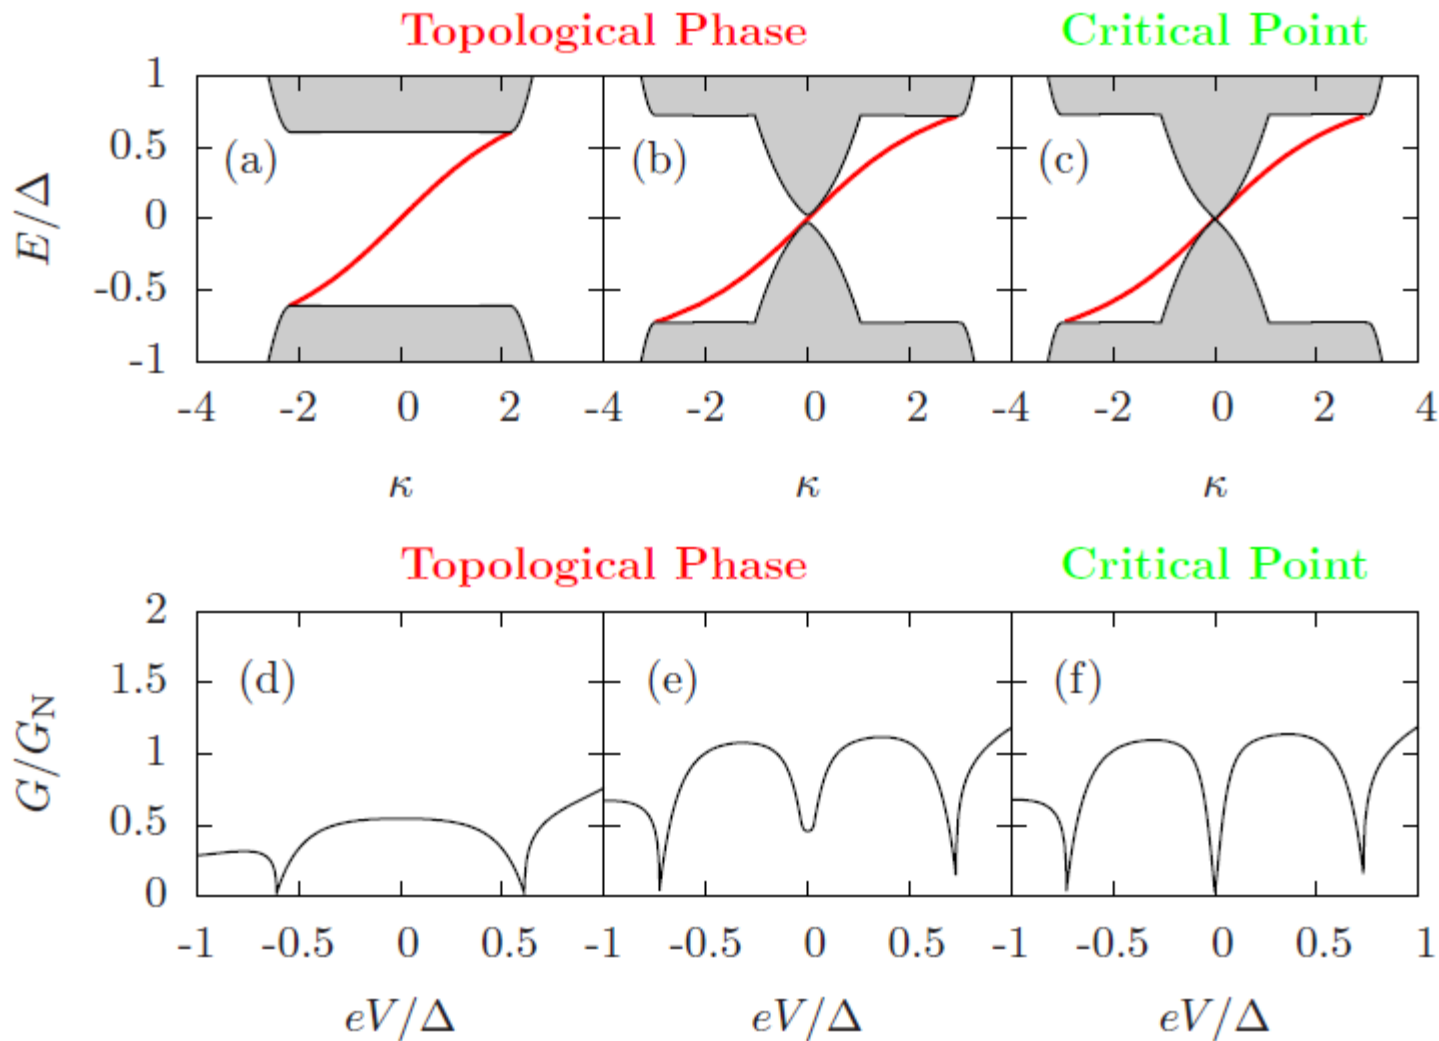 Topological Phase Critical Point
1
0.5
0
-0.5
-1
E/Δ
(a) (b) (c)
-4 -2 0 2 -4 -2 0 2 -4 -2 0 2 4
κ κ κ
Topological Phase Critical Point
2
1.5
1
0.5
0
G/G_N
(d) (e) (f)
-1 -0.5 0 0.5 -1 -0.5 0 0.5 -1 -0.5 0 0.5 1
eV/Δ eV/Δ eV/Δ